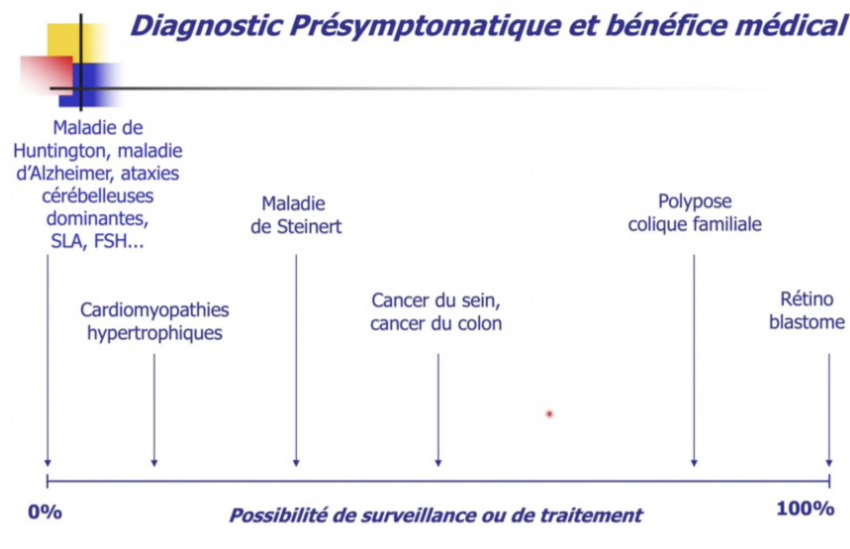 Diagnostic Présymptomatique et bénéfice médical
Maladie de
Huntington, maladie
d'Alzheimer, ataxies
cérébelleuses
dominantes,
SLA, FSH...
Cardiomyopathies
hypertrophiques
Maladie
de Steinert
Cancer du sein,
cancer du colon
Polypose
colique familiale
Rétino
blastome
0%
Possibilité de surveillance ou de traitement
100%